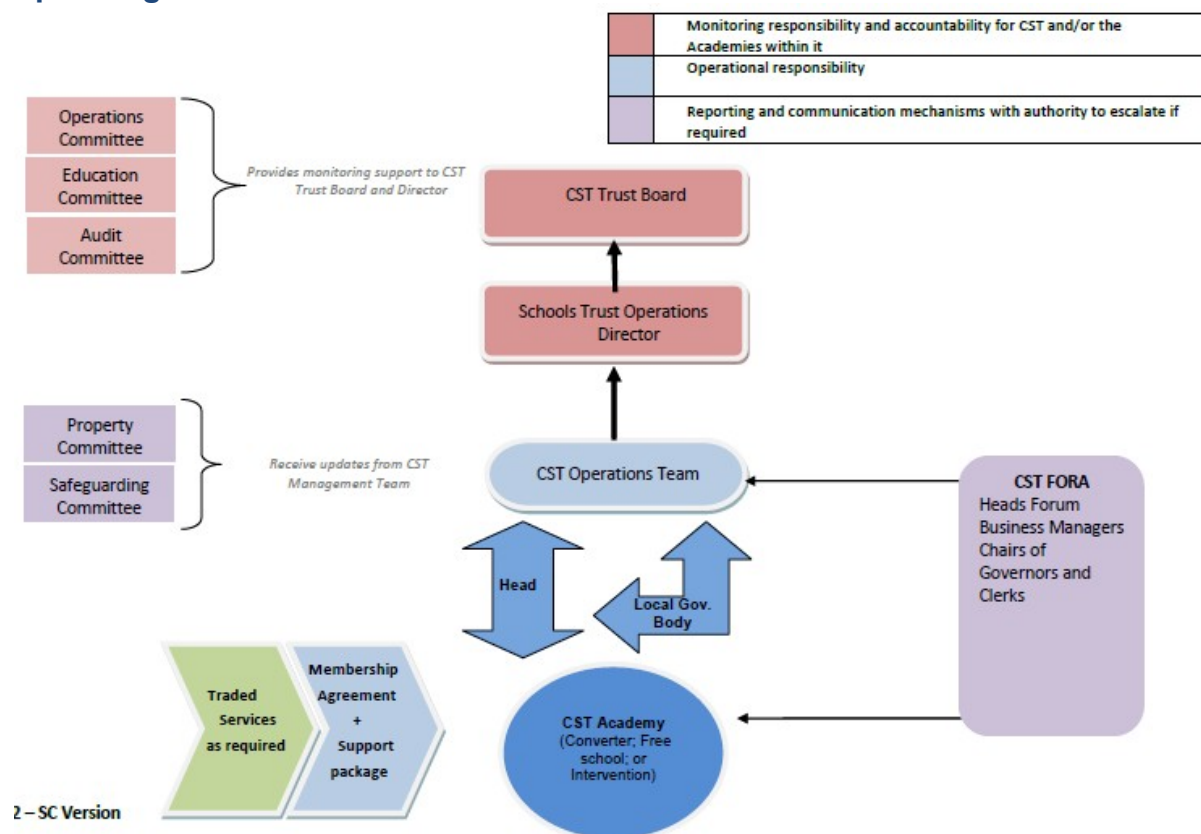 Monitoring responsibility and accountability for CST and/or the
Academies within it
Operational responsibility
Reporting and communication mechanisms with authority to escalate if
required
Operations
Committee
Education
Committee
Audit
Committee
Provides monitoring support to CST
Trust Board and Director
CST Trust Board
Schools Trust Operations
Director
Property
Committee
Safeguarding
Committee
Receive updates from CST
Management Team
CST Operations Team
CST FORA
Heads Forum
Business Managers
Chairs of
Governors and
Clerks
Head
Local Gov.
Body
Traded
Services
as required
Membership
Agreement
+
Support
package
CST Academy
(Converter; Free
school; or
Intervention)
2 – SC Version